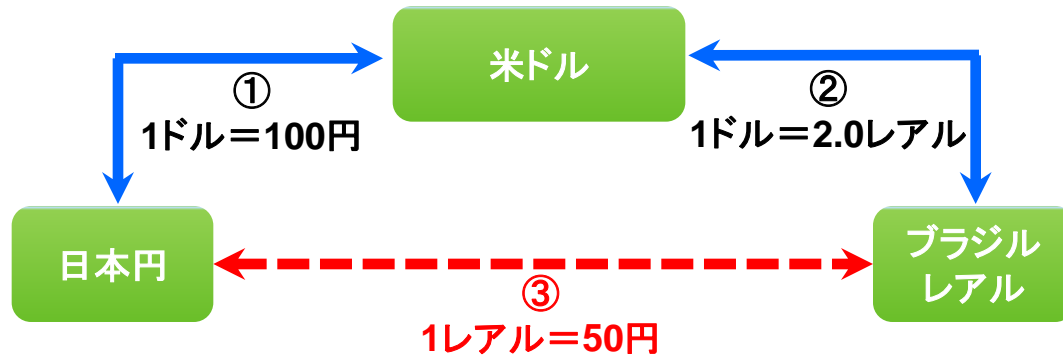 米ドル
①
1ドル＝100円
②
1ドル＝2.0レアル
日本円
ブラジル
レアル
③
1レアル＝50円